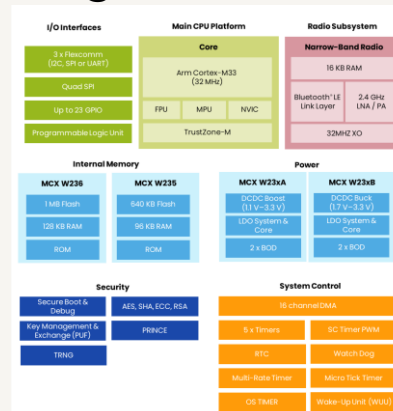 I/O Interfaces
3 x Flexcomm
(I2C, SPI or UART)
Quad SPI
Up to 23 GPIO
Programmable Logic Unit
Main CPU Platform
Core
Arm Cortex-M33
(32 MHz)
FPU
MPU
NVIC
TrustZone-M
Radio Subsystem
Narrow-Band Radio
16 KB RAM
Bluetooth® LE
Link Layer
2.4 GHz
LNA / PA
32MHZ XO
Internal Memory
MCX W236
1 MB Flash
128 KB RAM
ROM
MCX W235
640 KB Flash
96 KB RAM
ROM
Power
MCX W23xA
DCDC Boost
(1.1 V–3.3 V)
LDO System &
Core
2 x BOD
MCX W23xB
DCDC Buck
(1.7 V–3.3 V)
LDO System &
Core
2 x BOD
Security
Secure Boot &
Debug
AES, SHA, ECC, RSA
Key Management &
Exchange (PUF)
PRINCE
TRNG
System Control
16 channel DMA
5 x Timers
SC Timer PWM
RTC
Watch Dog
Multi-Rate Timer
Micro Tick Timer
OS TIMER
Wake-Up Unit (WUU)